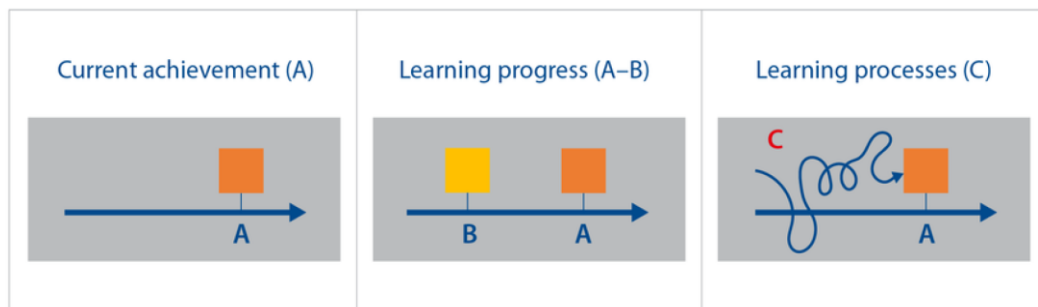 Current achievement (A)
Learning progress (A–B)
Learning processes (C)
A
B
A
C
A